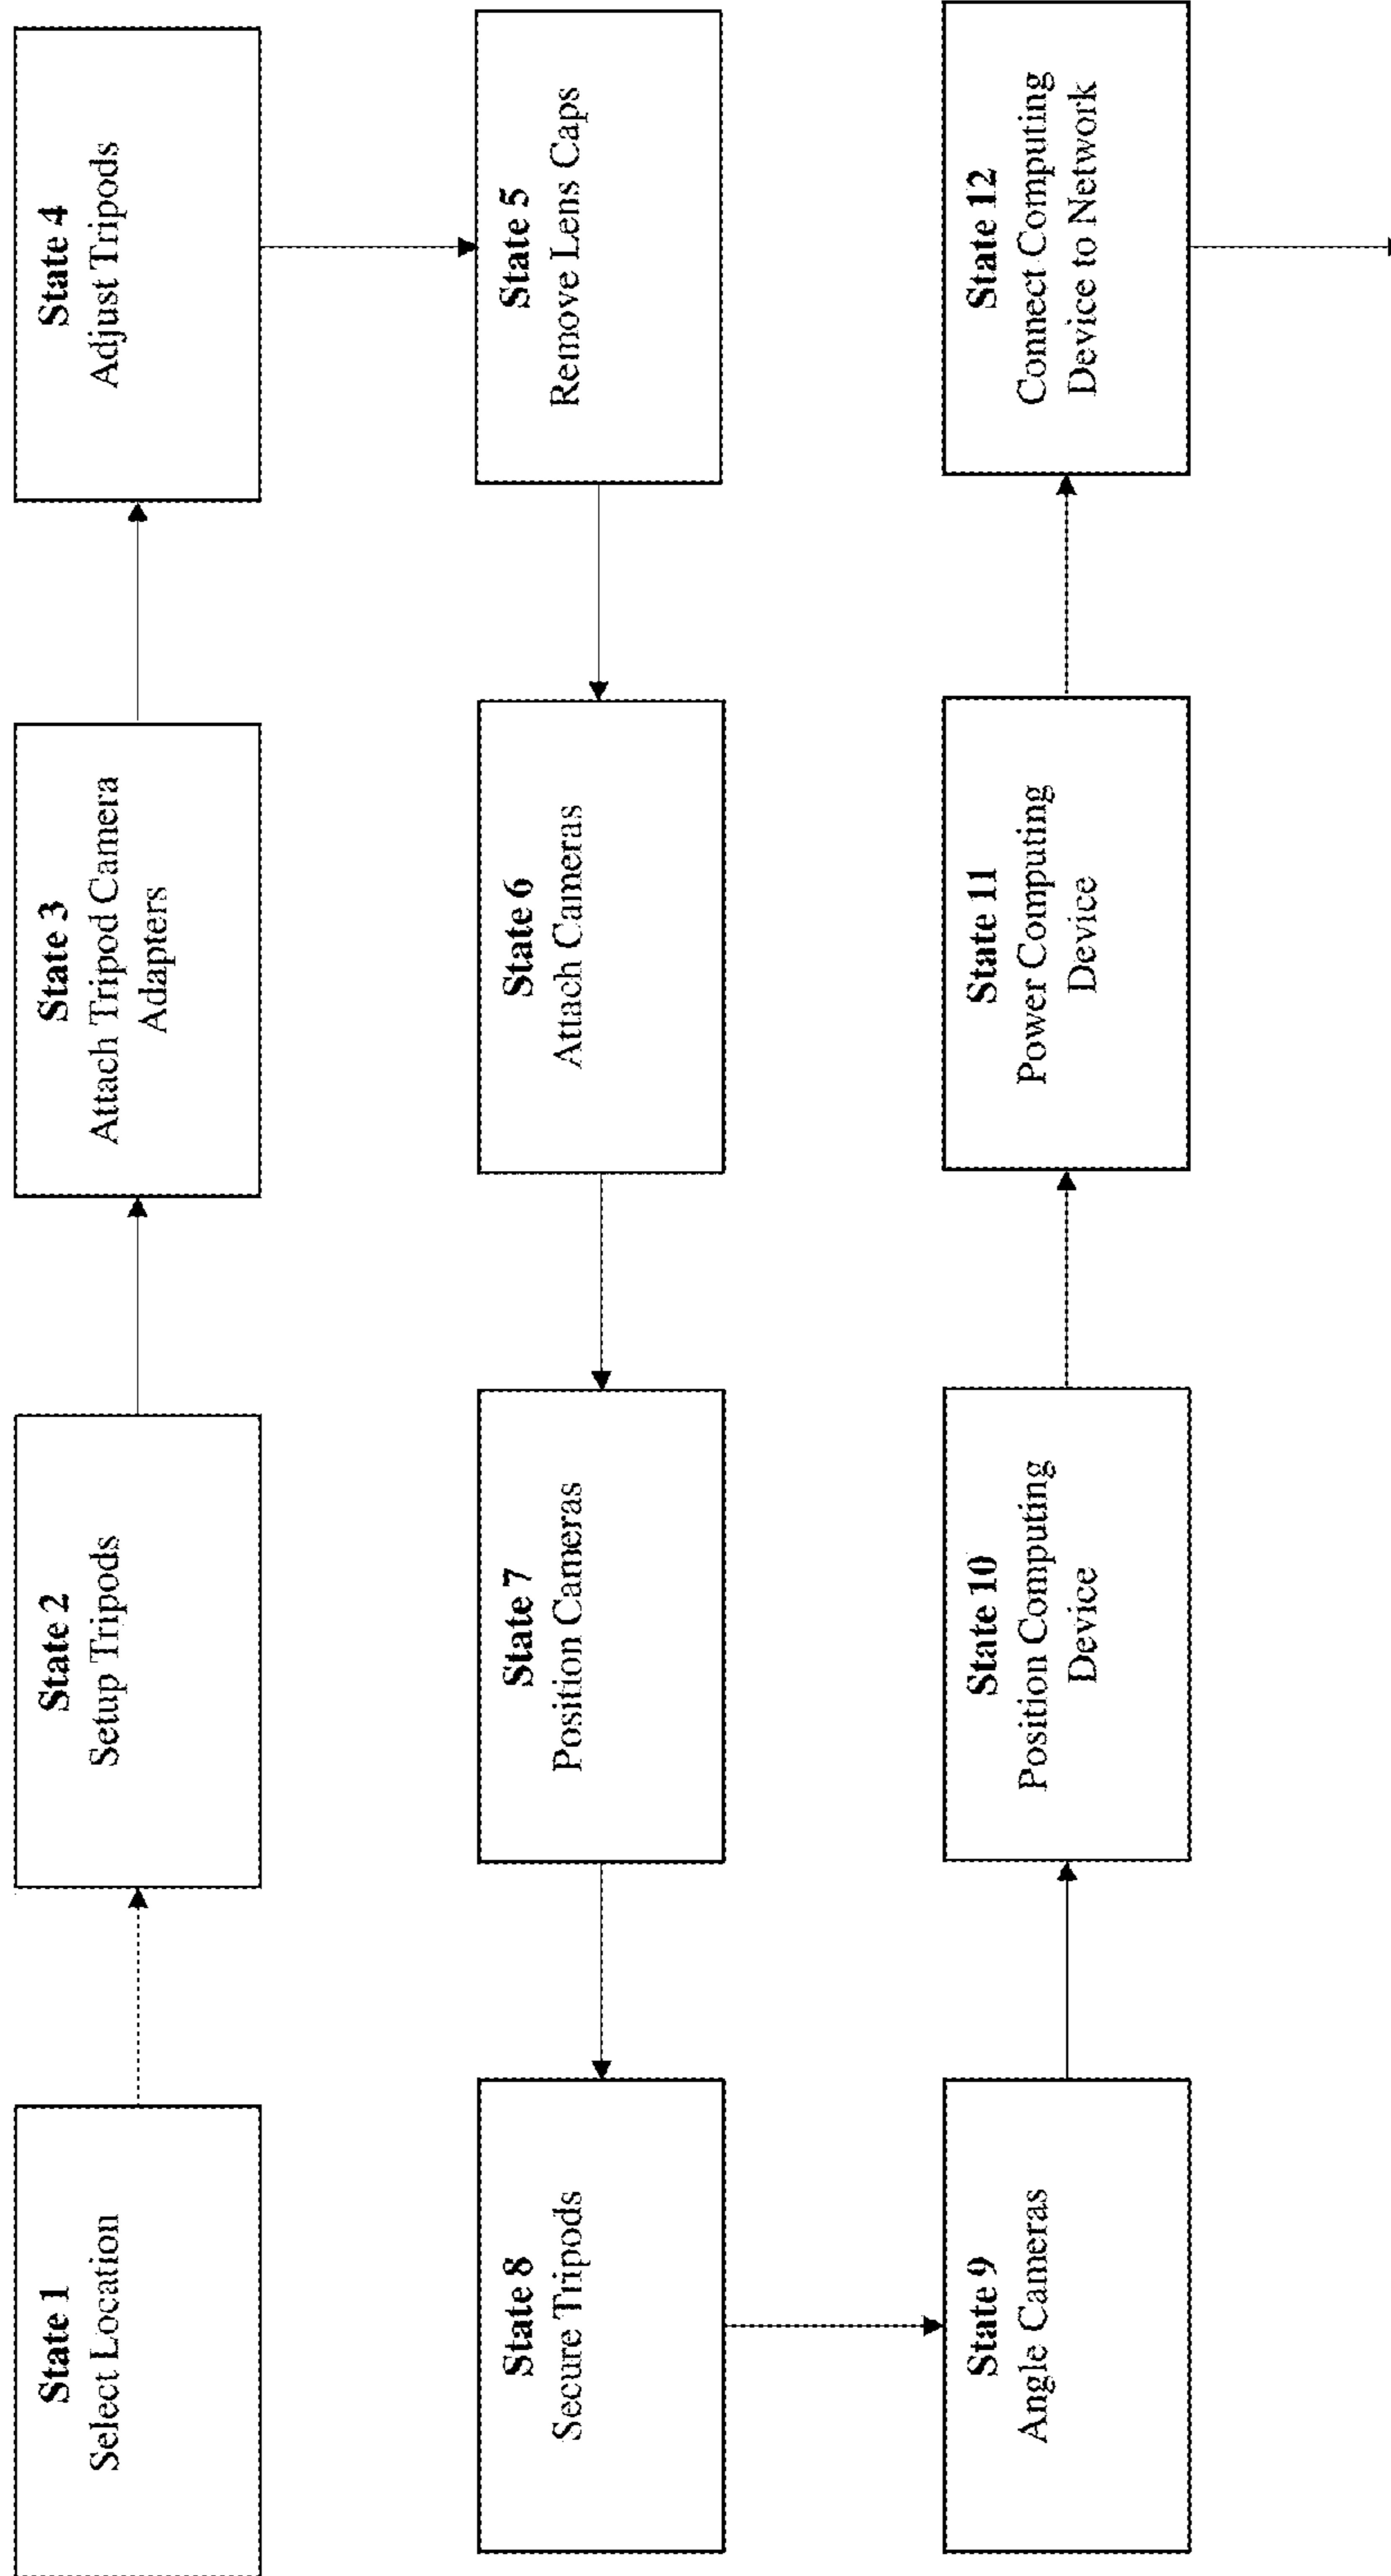 State 1
Select Location
State 2
Setup Tripods
State 3
Attach Tripod Camera
Adapters
State 4
Adjust Tripods
State 5
Remove Lens Caps
State 6
Attach Cameras
State 7
Position Cameras
State 8
Secure Tripods
State 9
Angle Cameras
State 10
Position Computing
Device
State 11
Power Computing
Device
State 12
Connect Computing
Device to Network